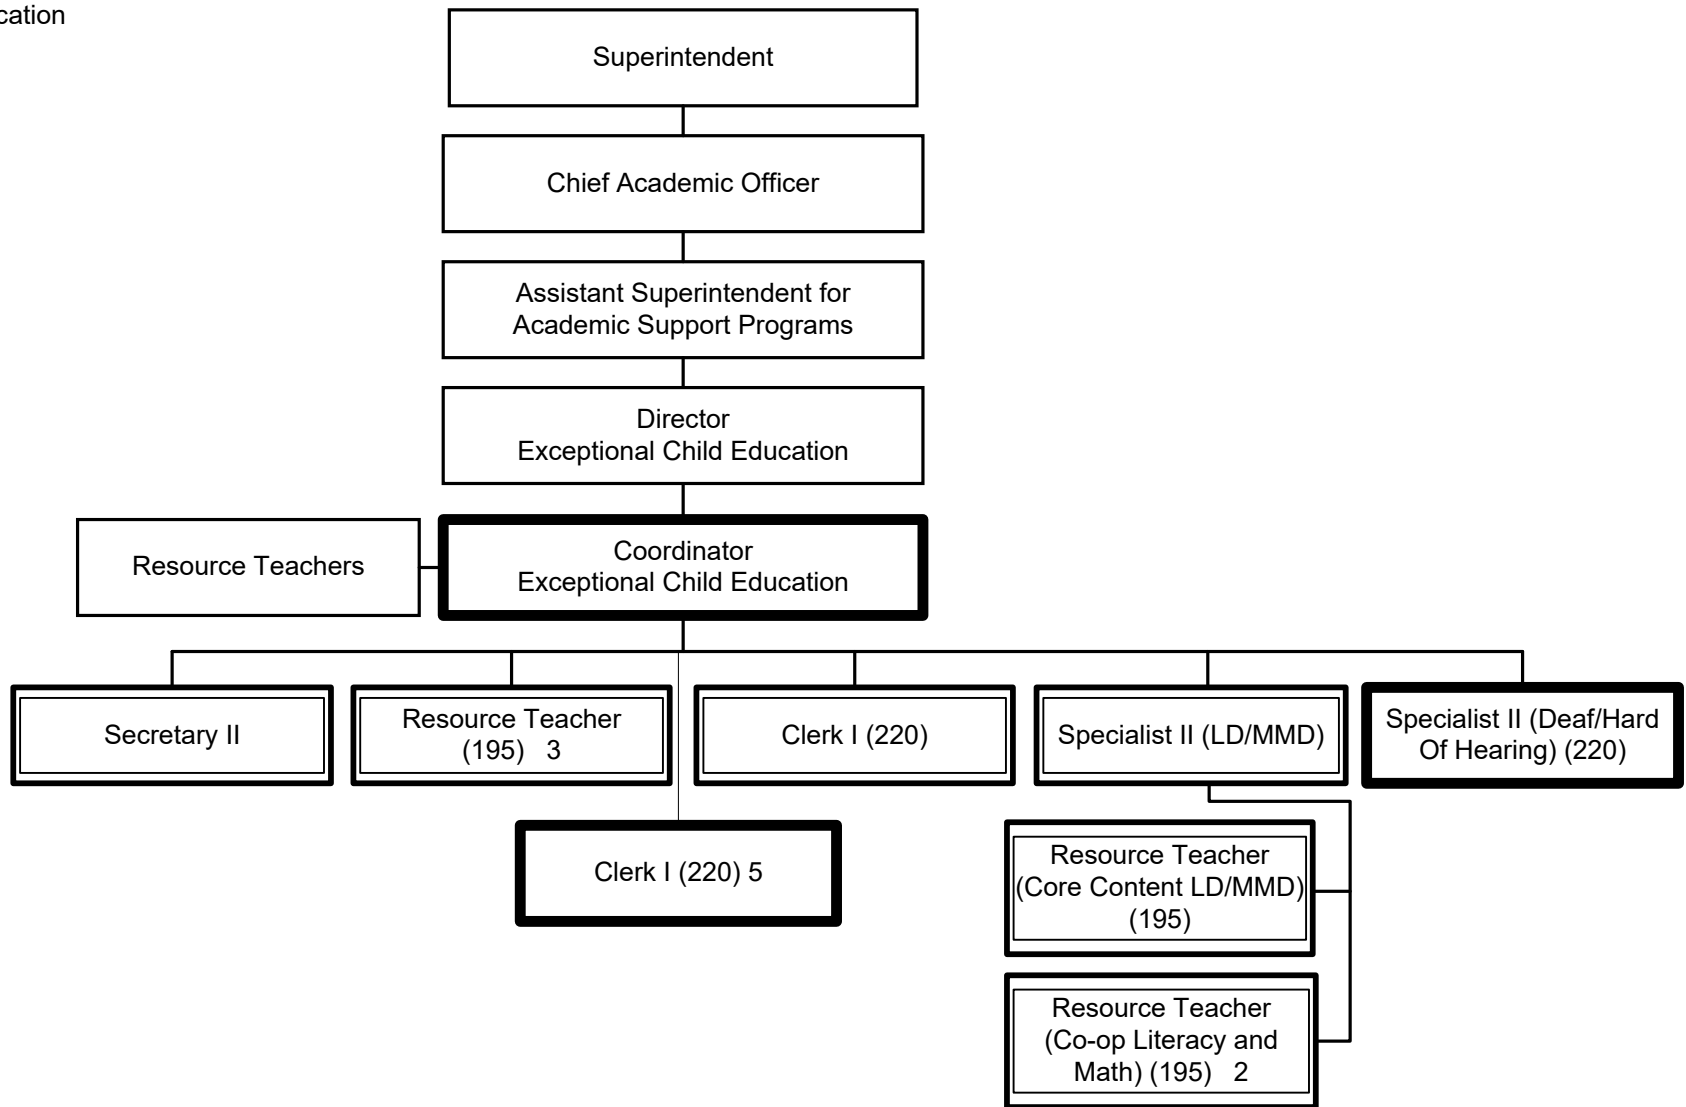 Superintendent
Chief Academic Officer
Assistant Superintendent for
Academic Support Programs
Director
Exceptional Child Education
Resource Teachers
Coordinator
Exceptional Child Education
Secretary II
Resource Teacher
(195) 3
Clerk I (220)
Specialist II (LD/MMD)
Specialist II (Deaf/Hard
Of Hearing) (220)
Clerk I (220) 5
Resource Teacher
(Core Content LD/MMD)
(195)
Resource Teacher
(Co-op Literacy and
Math) (195) 2